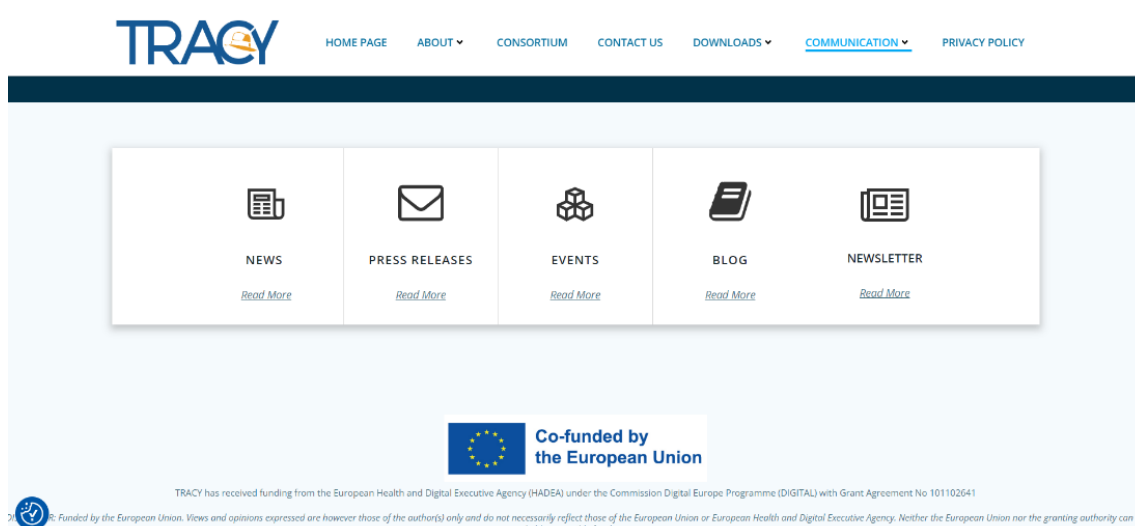 TRACY
HOME PAGE ABOUT CONSORTIUM CONTACT US DOWNLOADS COMMUNICATION PRIVACY POLICY
NEWS PRESS RELEASES EVENTS BLOG NEWSLETTER
Read More Read More Read More Read More Read More
Co-funded by
the European Union
TRACY has received funding from the European Health and Digital Executive Agency (HADEA) under the Commission Digital Europe Programme (DIGITAL) with Grant Agreement No 101102641
R: Funded by the European Union. Views and opinions expressed are however those of the author(s) only and do not necessarily reflect those of the European Union or European Health and Digital Executive Agency. Neither the European Union nor the granting authority can